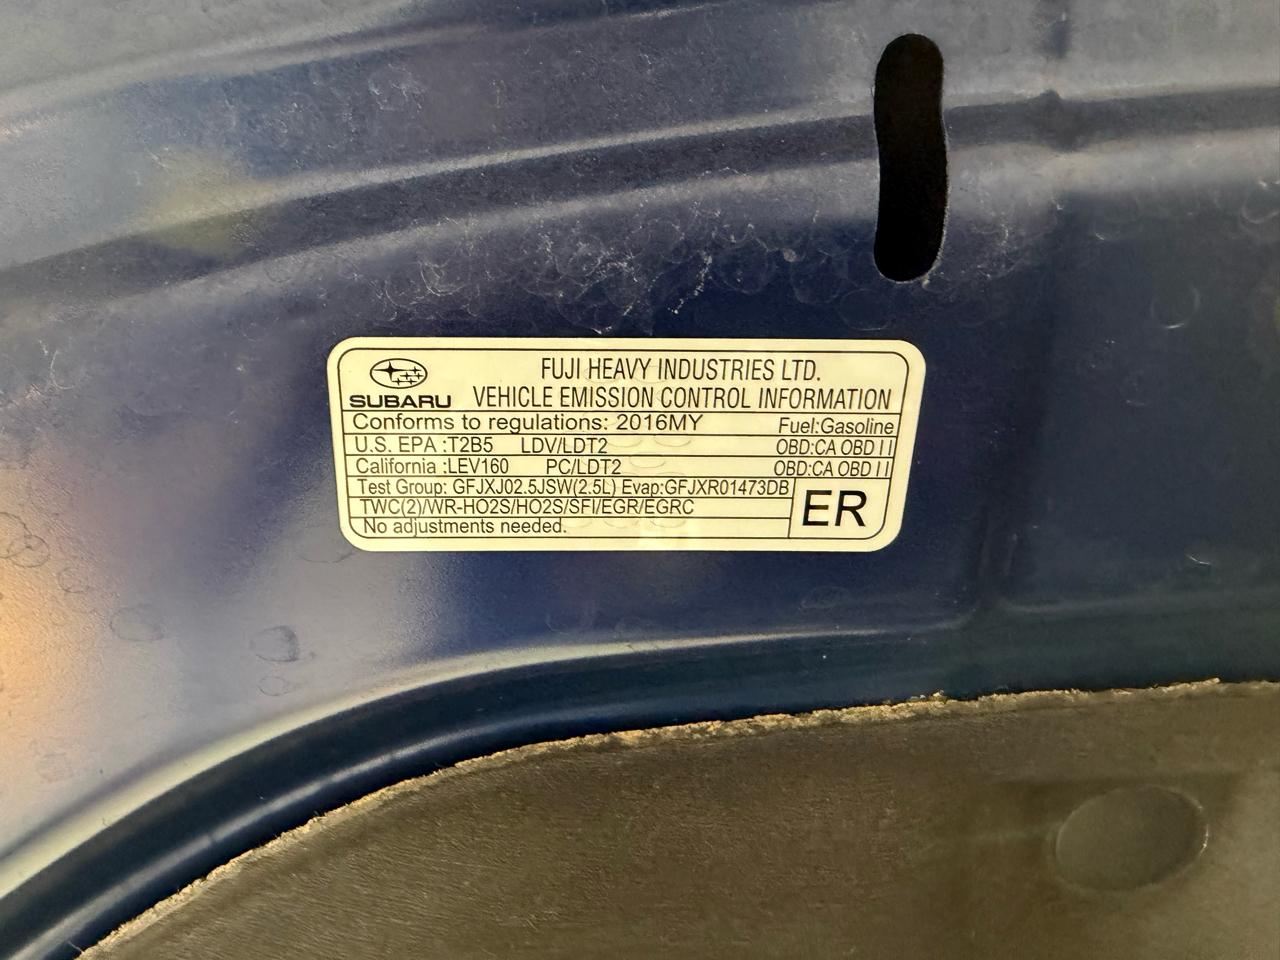 SUBARU
FUJI HEAVY INDUSTRIES LTD.
VEHICLE EMISSION CONTROL INFORMATION
Conforms to regulations: 2016MY Fuel:Gasoline
U.S. EPA :T2B5 LDV/LDT2 OBD:CA OBD II
California :LEV160 PC/LDT2 OBD:CA OBD II
Test Group: GFJXJ02.5JSW(2.5L) Evap:GFJXR01473DB
TWC(2)/WR-HO2S/HO2S/SFI/EGR/EGRC
No adjustments needed.
ER